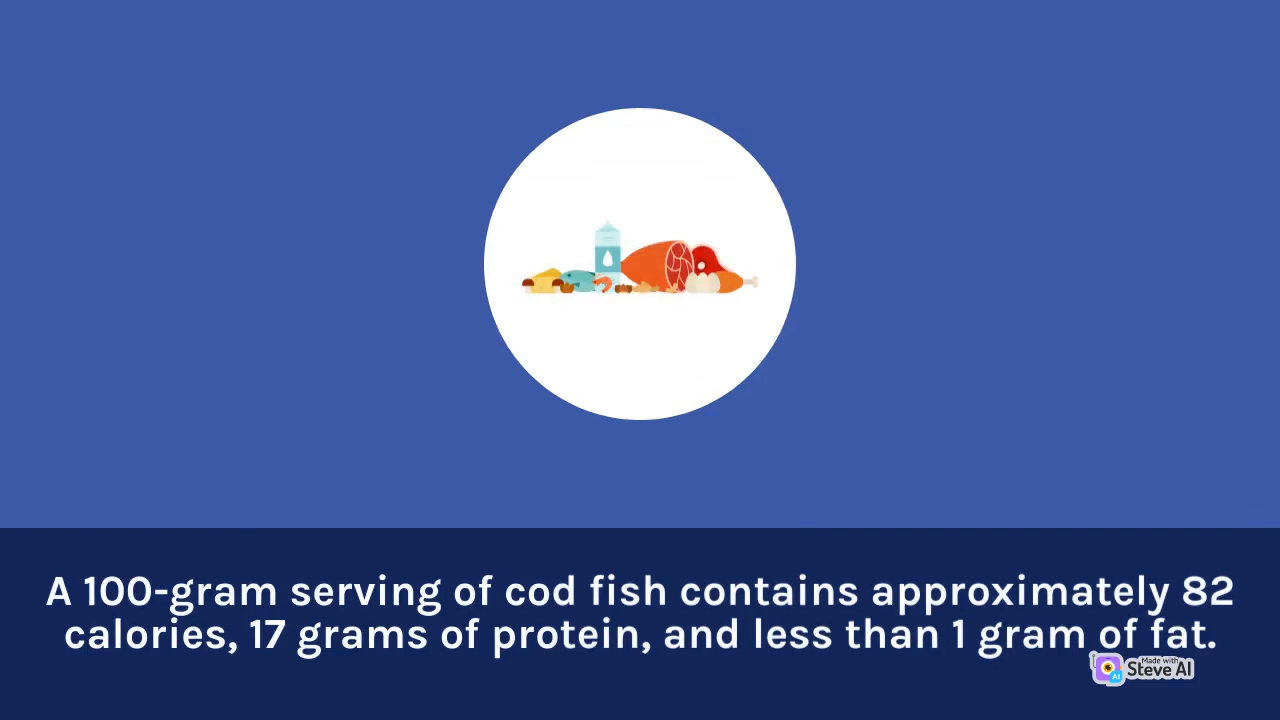 A 100-gram serving of cod fish contains approximately 82
calories, 17 grams of protein, and less than 1 gram of fat.
Made with
Steve AI
AI